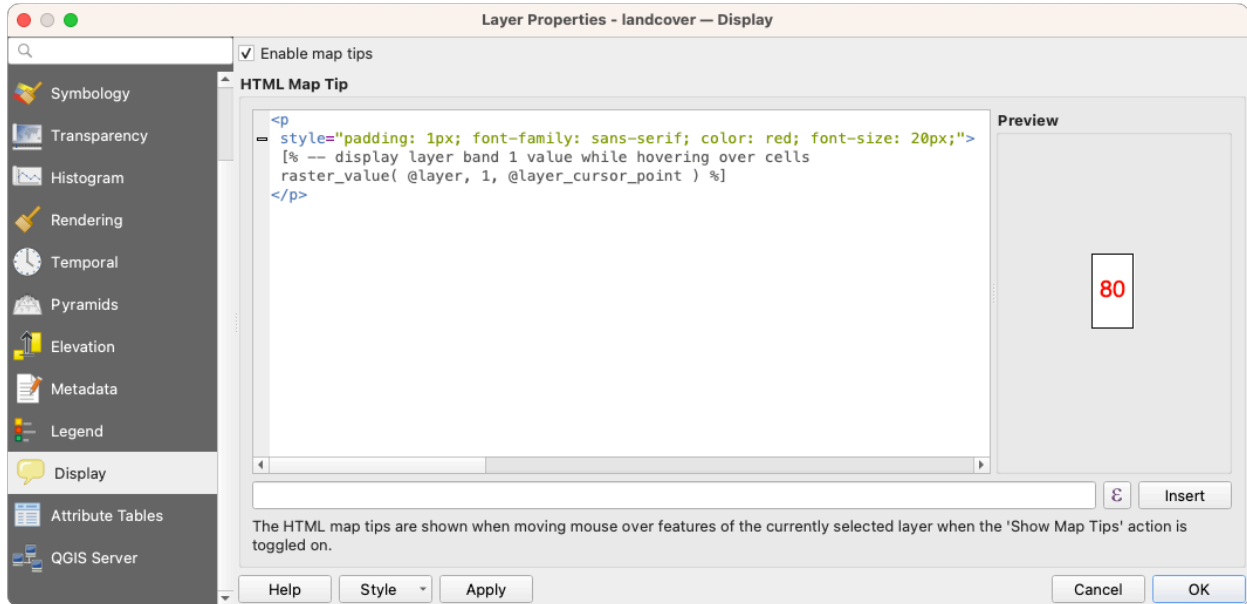 Layer Properties - landcover — Display
Enable map tips
HTML Map Tip
Symbology
Transparency
Histogram
Rendering
Temporal
Pyramids
Elevation
Metadata
Legend
Display
Attribute Tables
QGIS Server
<p
style="padding: 1px; font-family: sans-serif; color: red; font-size: 20px;">
[% -- display layer band 1 value while hovering over cells
raster_value( @layer, 1, @layer_cursor_point ) %]
</p>
Preview
80
ε Insert
The HTML map tips are shown when moving mouse over features of the currently selected layer when the 'Show Map Tips' action is
toggled on.
Help Style Apply Cancel OK